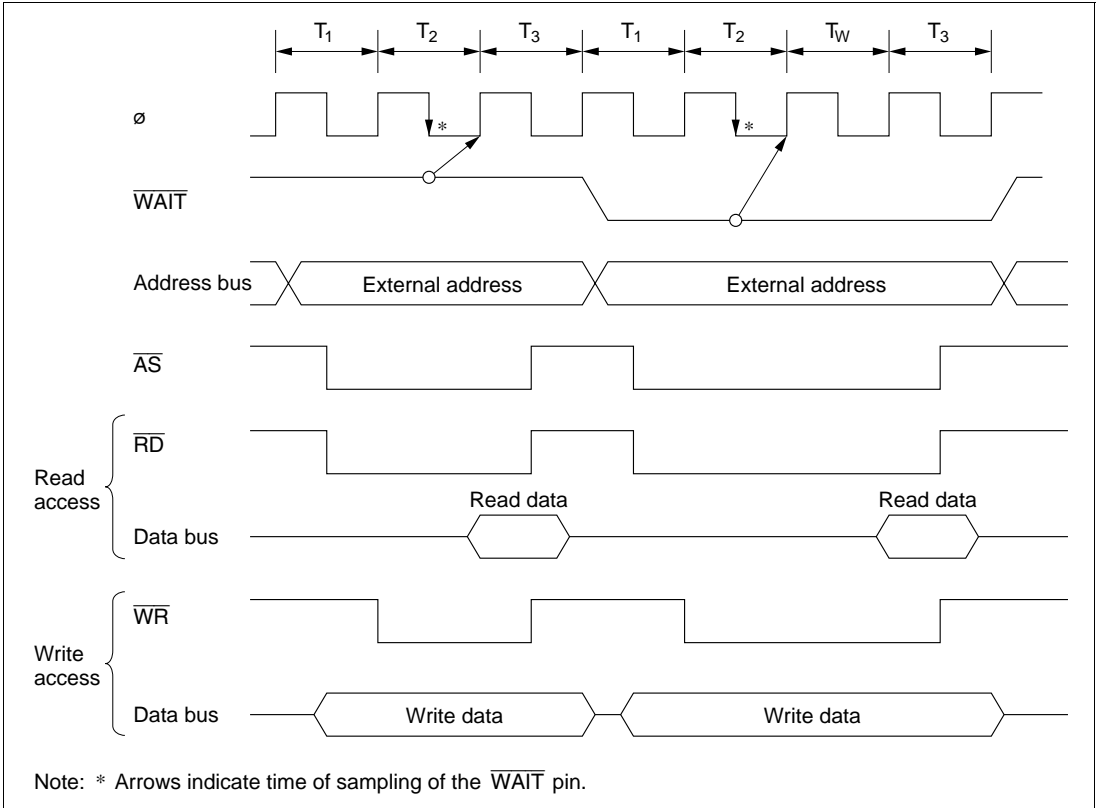 T1 T2 T3 T1 T2 TW T3
ø
* *
WAIT
Address bus External address External address
AS
Read access
RD
Read data Read data
Data bus
Write access
WR
Data bus Write data Write data
Note: * Arrows indicate time of sampling of the WAIT pin.